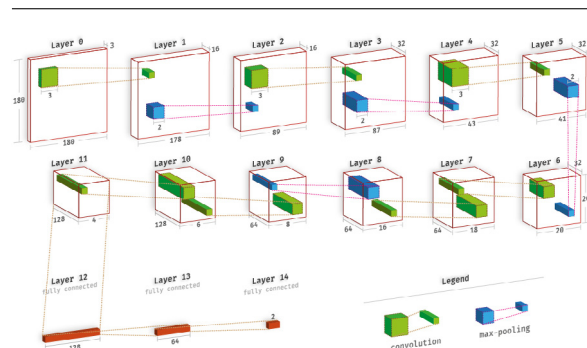 Layer 0 3 180 3 180
Layer 1 16 2 178
Layer 2 16 3 89
Layer 3 32 2 87
Layer 4 32 3 43
Layer 5 32 2 41
Layer 11 128 4
Layer 10 128 6
Layer 9 64 8
Layer 8 64 16
Layer 7 64 18
Layer 6 32 20
Layer 12
fully connected
Layer 13
fully connected
64
Layer 14
fully connected
2
Legend
convolution
max-pooling